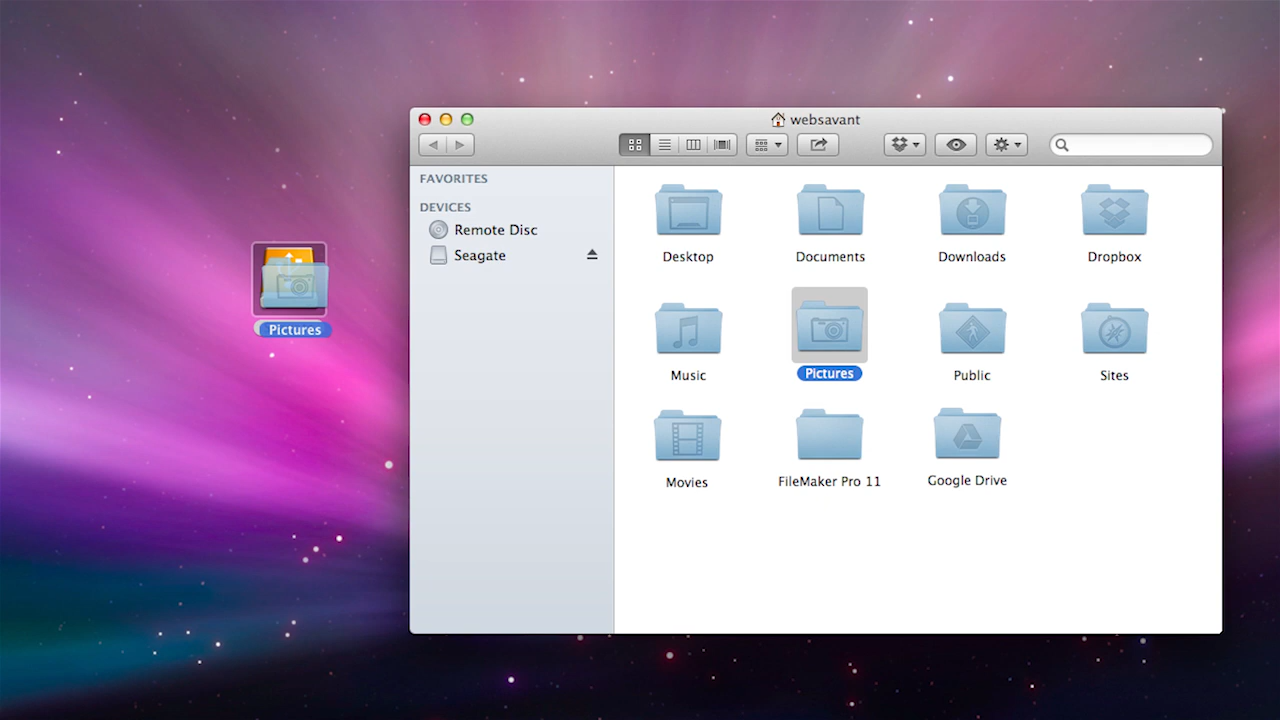 websavant
FAVORITES
DEVICES
Remote Disc
Seagate
Desktop
Documents
Downloads
Dropbox
Music
Pictures
Public
Sites
Movies
FileMaker Pro 11
Google Drive
Pictures